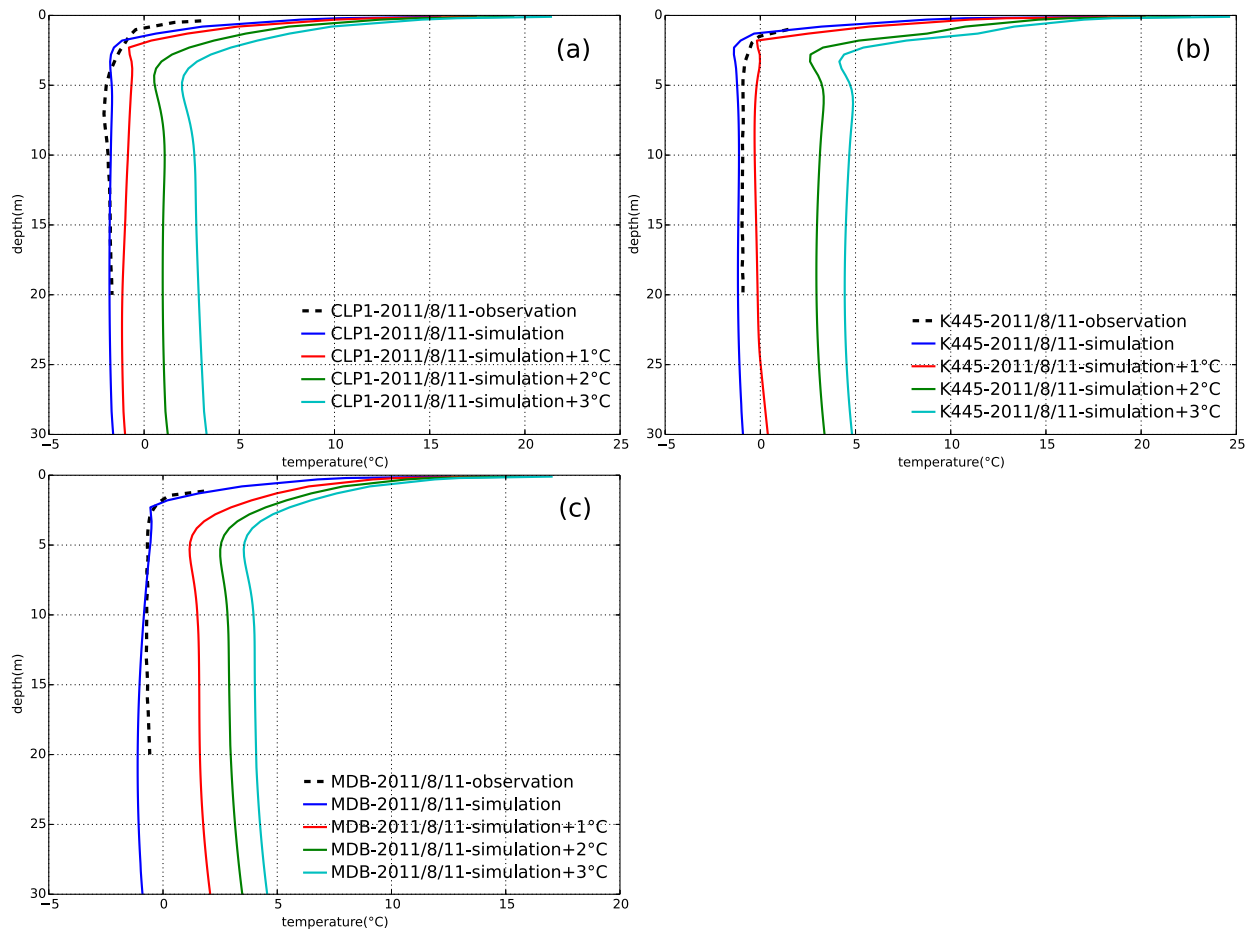 0
5
10
15
20
25
30
depth(m)
(a)
CLP1-2011/8/11-observation
CLP1-2011/8/11-simulation
CLP1-2011/8/11-simulation+1°C
CLP1-2011/8/11-simulation+2°C
CLP1-2011/8/11-simulation+3°C
−5 0 5 10 15 20 25
temperature(°C)
0
5
10
15
20
25
30
depth(m)
(b)
K445-2011/8/11-observation
K445-2011/8/11-simulation
K445-2011/8/11-simulation+1°C
K445-2011/8/11-simulation+2°C
K445-2011/8/11-simulation+3°C
−5 0 5 10 15 20 25
temperature(°C)
0
5
10
15
20
25
30
depth(m)
(c)
MDB-2011/8/11-observation
MDB-2011/8/11-simulation
MDB-2011/8/11-simulation+1°C
MDB-2011/8/11-simulation+2°C
MDB-2011/8/11-simulation+3°C
−5 0 5 10 15 20
temperature(°C)